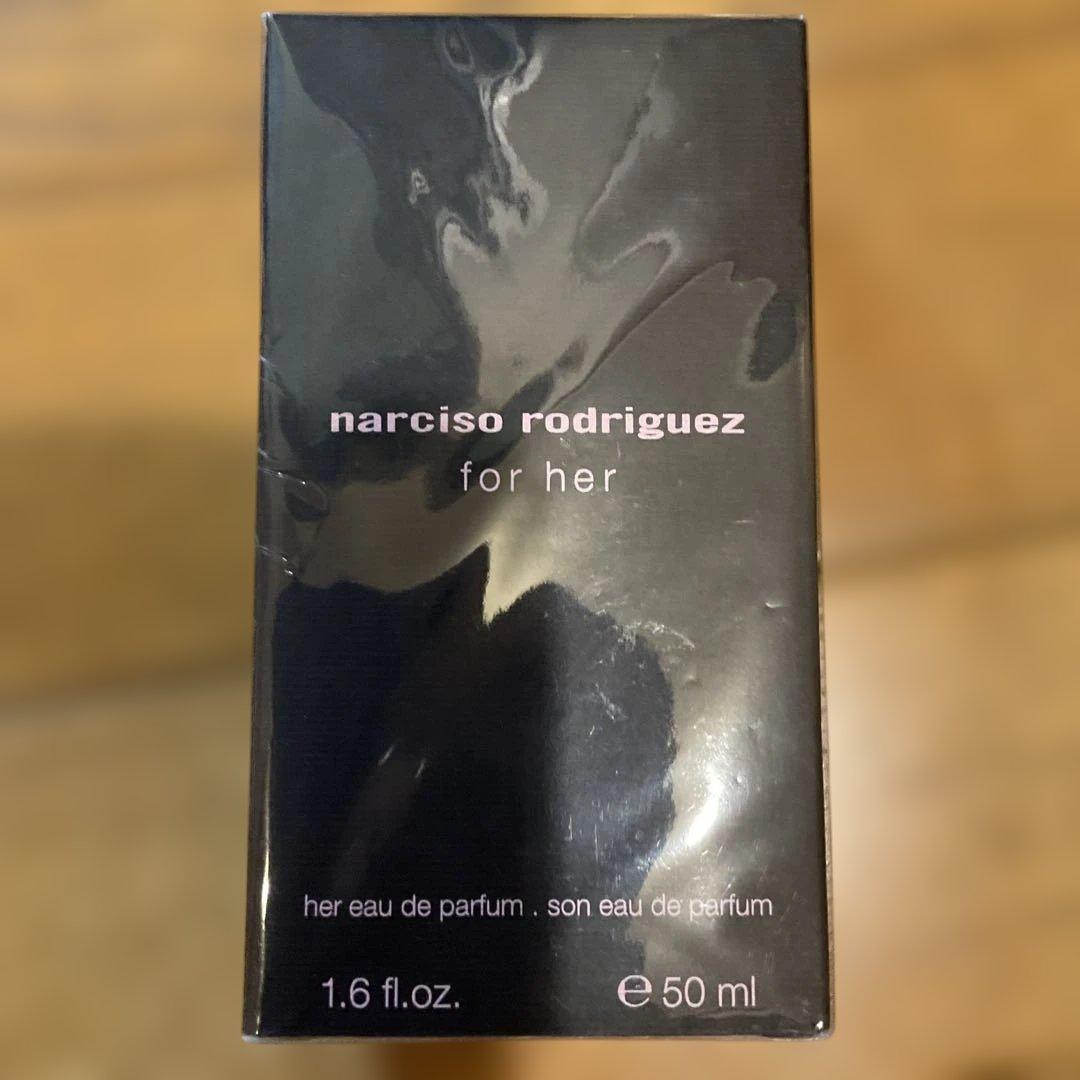 narciso rodriguez
for her
her eau de parfum . son eau de parfum
1.6 fl.oz.
℮ 50 ml